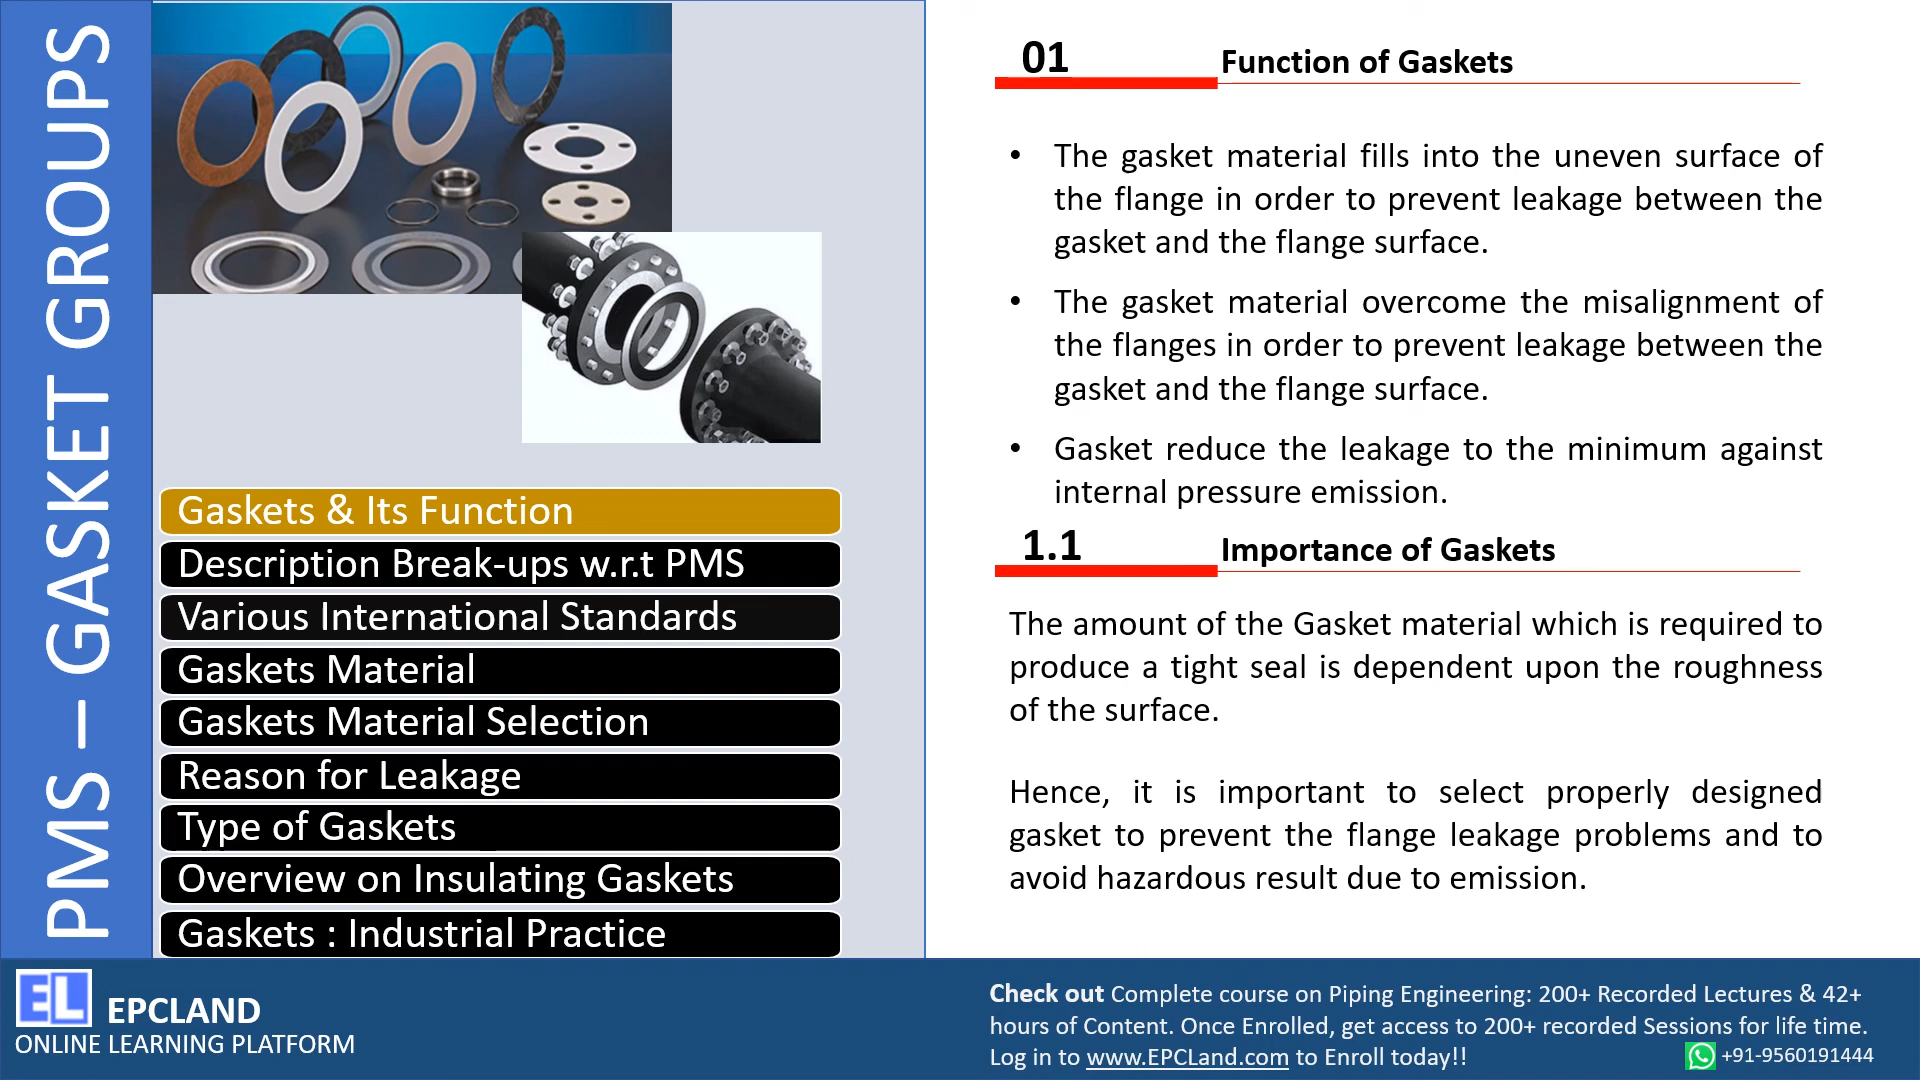 PMS – GASKET GROUPS
Gaskets & Its Function
Description Break-ups w.r.t PMS
Various International Standards
Gaskets Material
Gaskets Material Selection
Reason for Leakage
Type of Gaskets
Overview on Insulating Gaskets
Gaskets : Industrial Practice
01 Function of Gaskets
• The gasket material fills into the uneven surface of
the flange in order to prevent leakage between the
gasket and the flange surface.
• The gasket material overcome the misalignment of
the flanges in order to prevent leakage between the
gasket and the flange surface.
• Gasket reduce the leakage to the minimum against
internal pressure emission.
1.1 Importance of Gaskets
The amount of the Gasket material which is required to
produce a tight seal is dependent upon the roughness
of the surface.
Hence, it is important to select properly designed
gasket to prevent the flange leakage problems and to
avoid hazardous result due to emission.
EL EPCLAND
ONLINE LEARNING PLATFORM
Check out Complete course on Piping Engineering: 200+ Recorded Lectures & 42+
hours of Content. Once Enrolled, get access to 200+ recorded Sessions for life time.
Log in to www.EPCLand.com to Enroll today!!
+91-9560191444